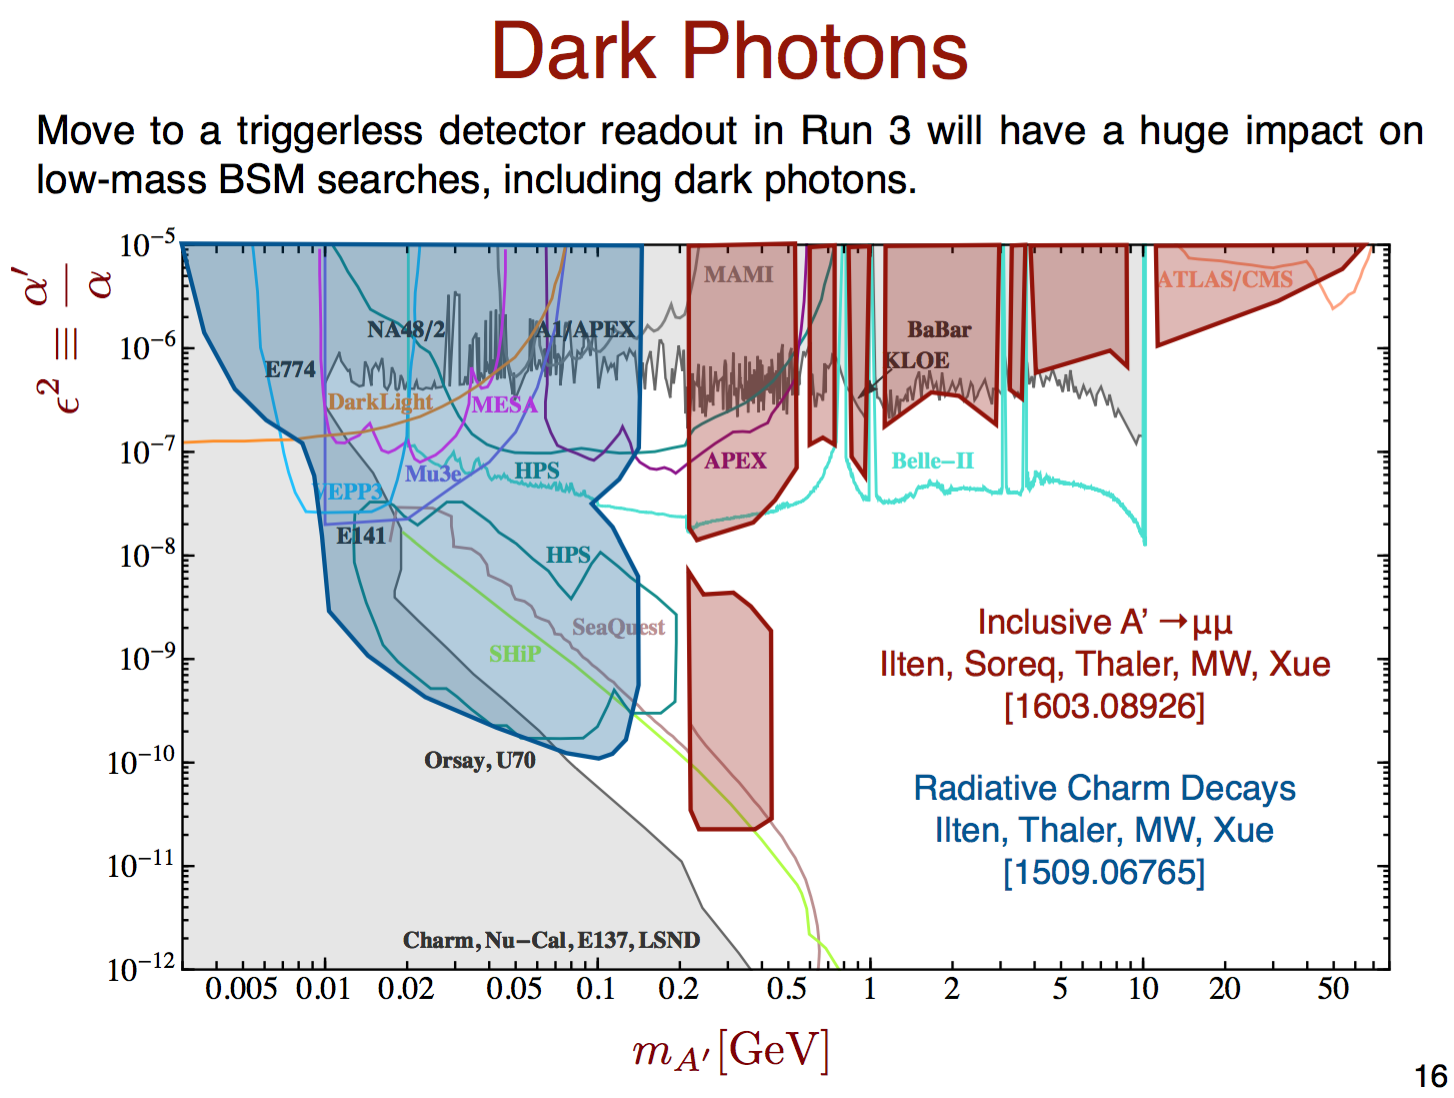 Dark Photons
Move to a triggerless detector readout in Run 3 will have a huge impact on
low-mass BSM searches, including dark photons.
ϵ² ≡ α′/α
10⁻⁵
10⁻⁶
10⁻⁷
10⁻⁸
10⁻⁹
10⁻¹⁰
10⁻¹¹
10⁻¹²
MAMI
ATLAS/CMS
NA48/2
A1/APEX
BaBar
KLOE
E774
DarkLight
MESA
APEX
Belle−II
Mu3e
HPS
VEPP3
E141
HPS
SeaQuest
SHiP
Orsay, U70
Charm, Nu−Cal, E137, LSND
Inclusive A’ →μμ
Ilten, Soreq, Thaler, MW, Xue
[1603.08926]
Radiative Charm Decays
Ilten, Thaler, MW, Xue
[1509.06765]
0.005 0.01 0.02 0.05 0.1 0.2 0.5 1 2 5 10 20 50
m_A′ [GeV]
16